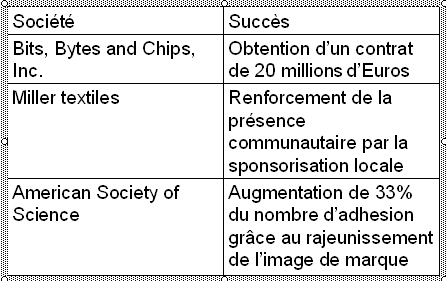 Société
Succès
Bits, Bytes and Chips,
Inc.
Obtention d'un contrat
de 20 millions d'Euros
Miller textiles
Renforcement de la
présence
communautaire par la
sponsorisation locale
American Society of
Science
Augmentation de 33%
du nombre d'adhesion
grâce au rajeunissement
de l'image de marque